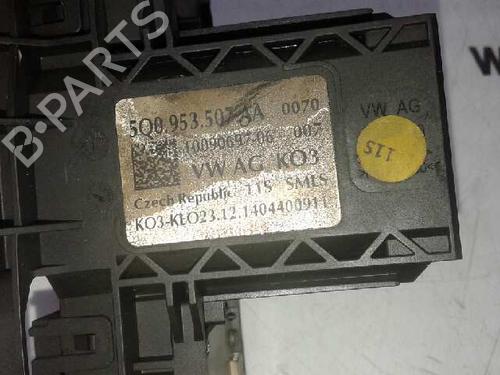 B-PARTS
W
5Q0.953.507 AA 0070
10090697-06 007
VW AG KO3
Czech Republic 11S SMLS
KO3-KLO23.12.1404400911
VW AG
11S